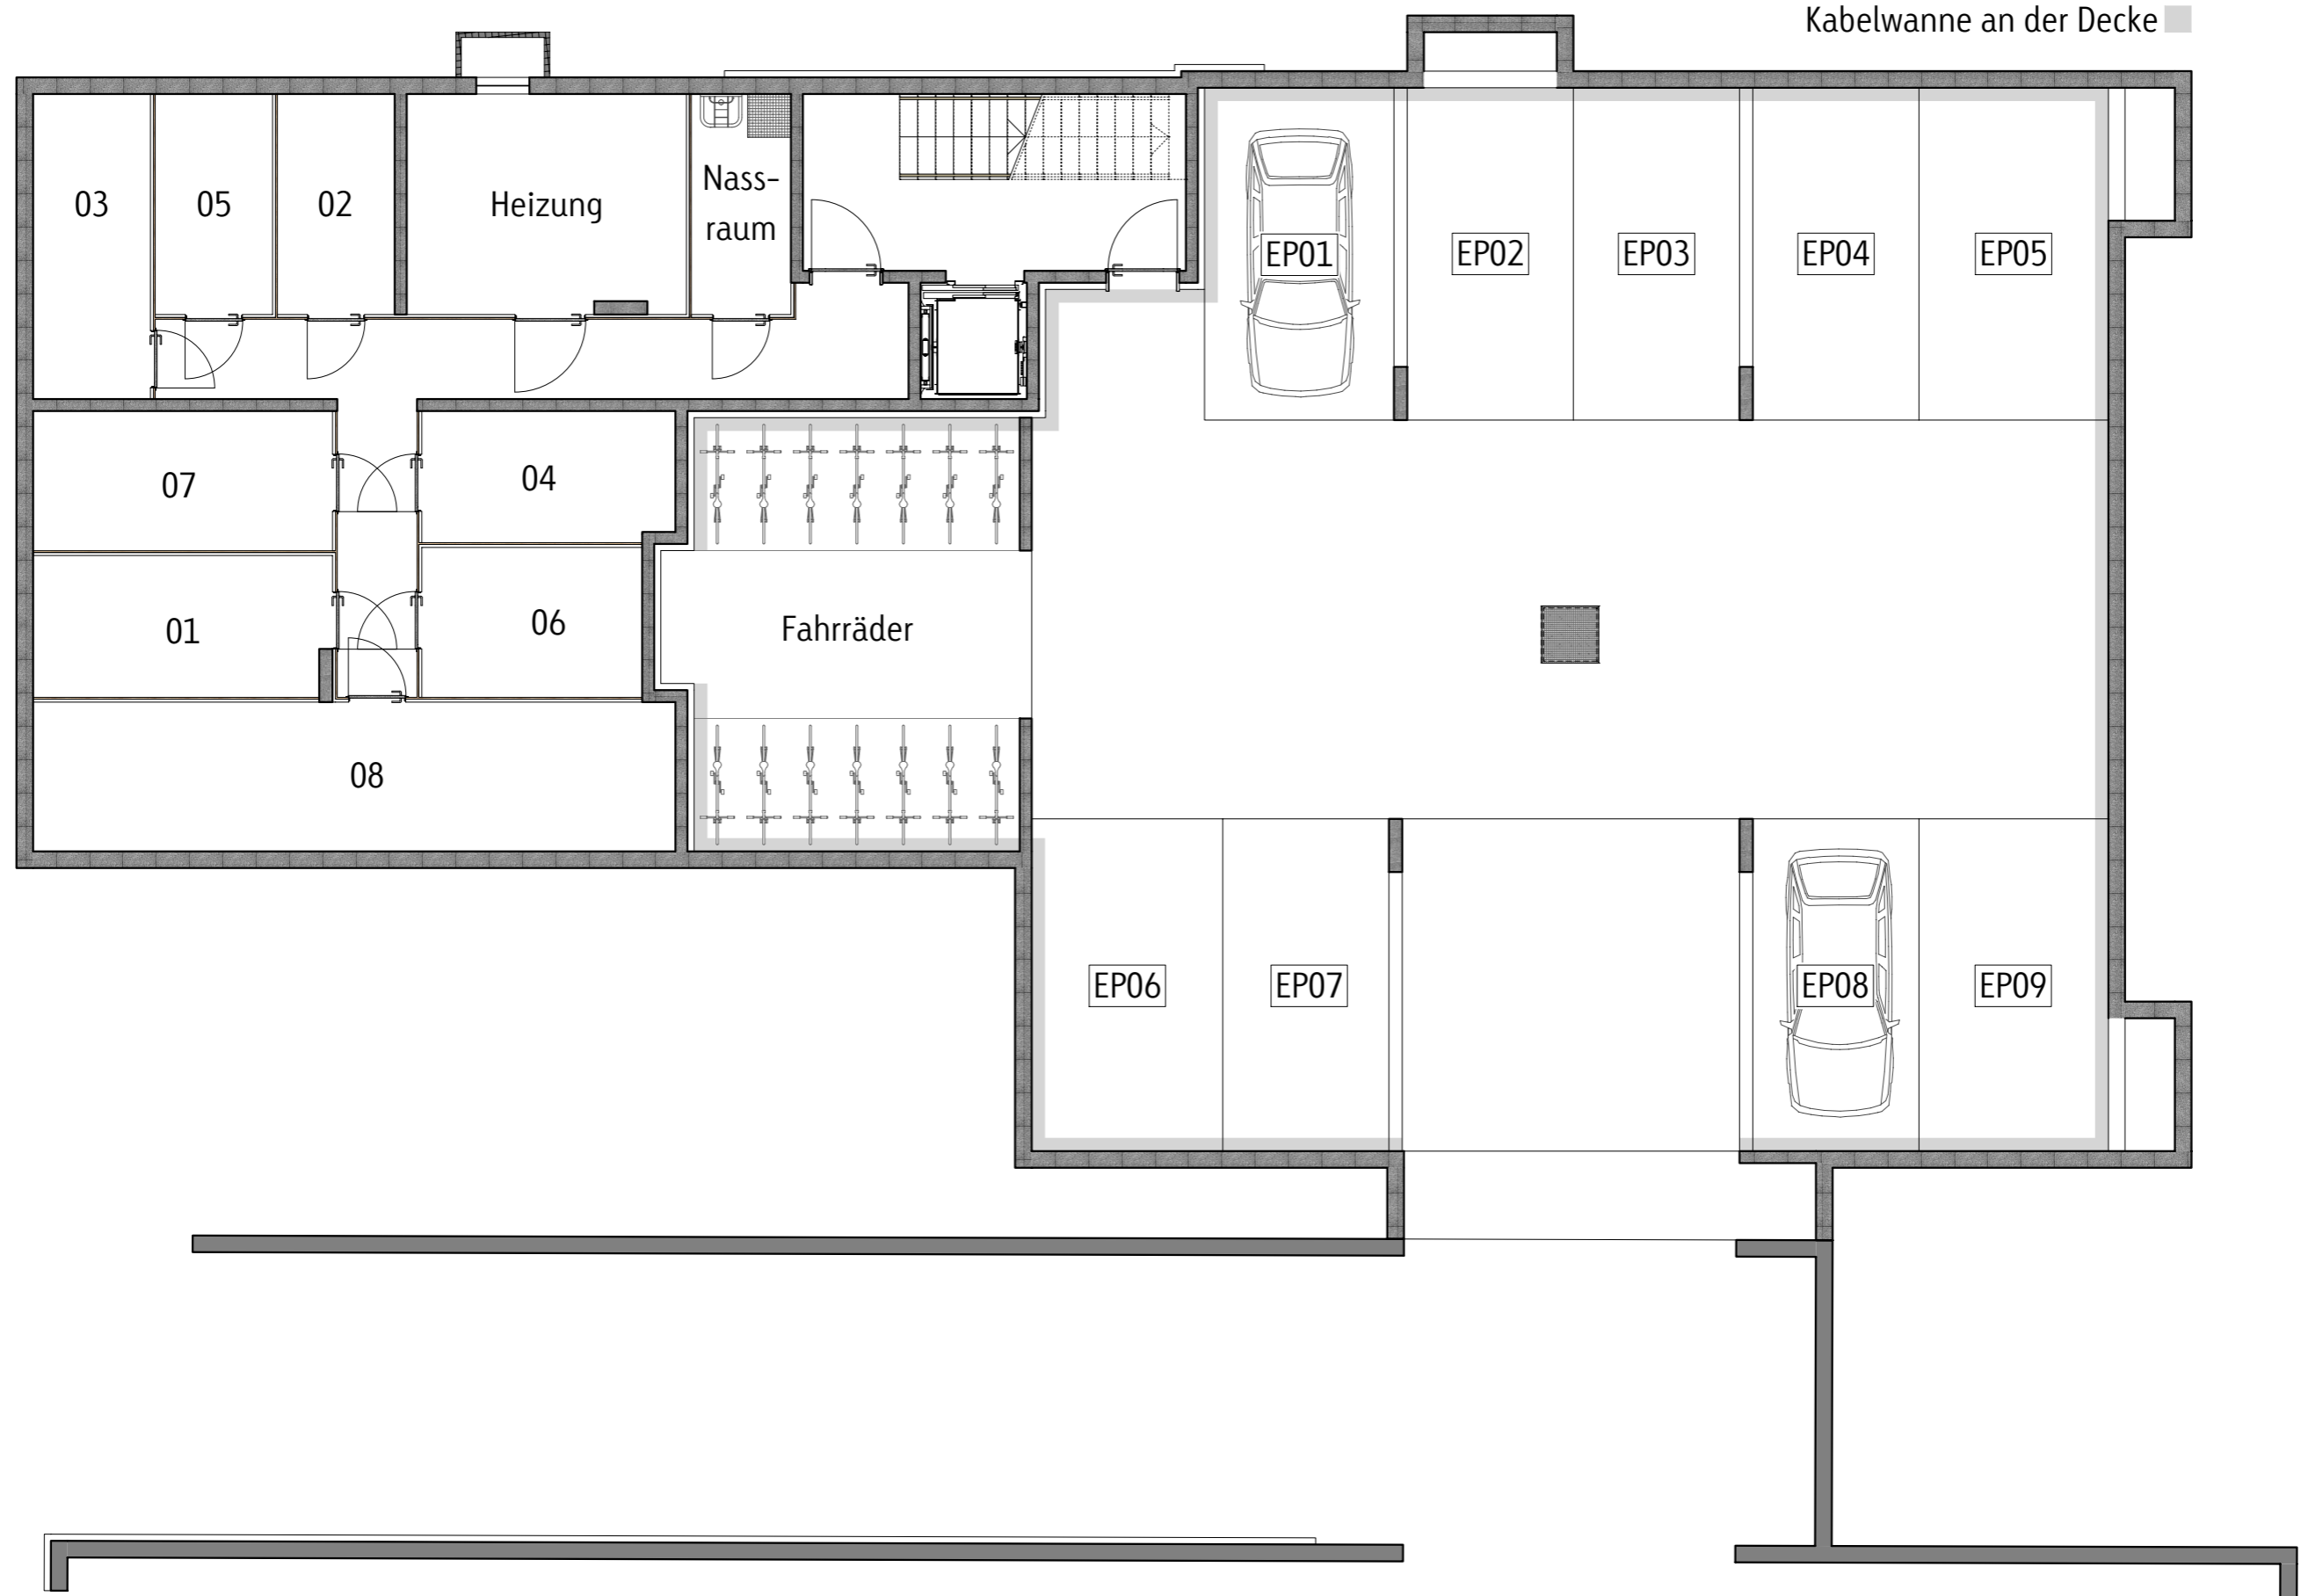 Kabelwanne an der Decke
03
05
02
Heizung
Nass-
raum
EP01
EP02
EP03
EP04
EP05
07
04
01
06
Fahrräder
08
EP06
EP07
EP08
EP09